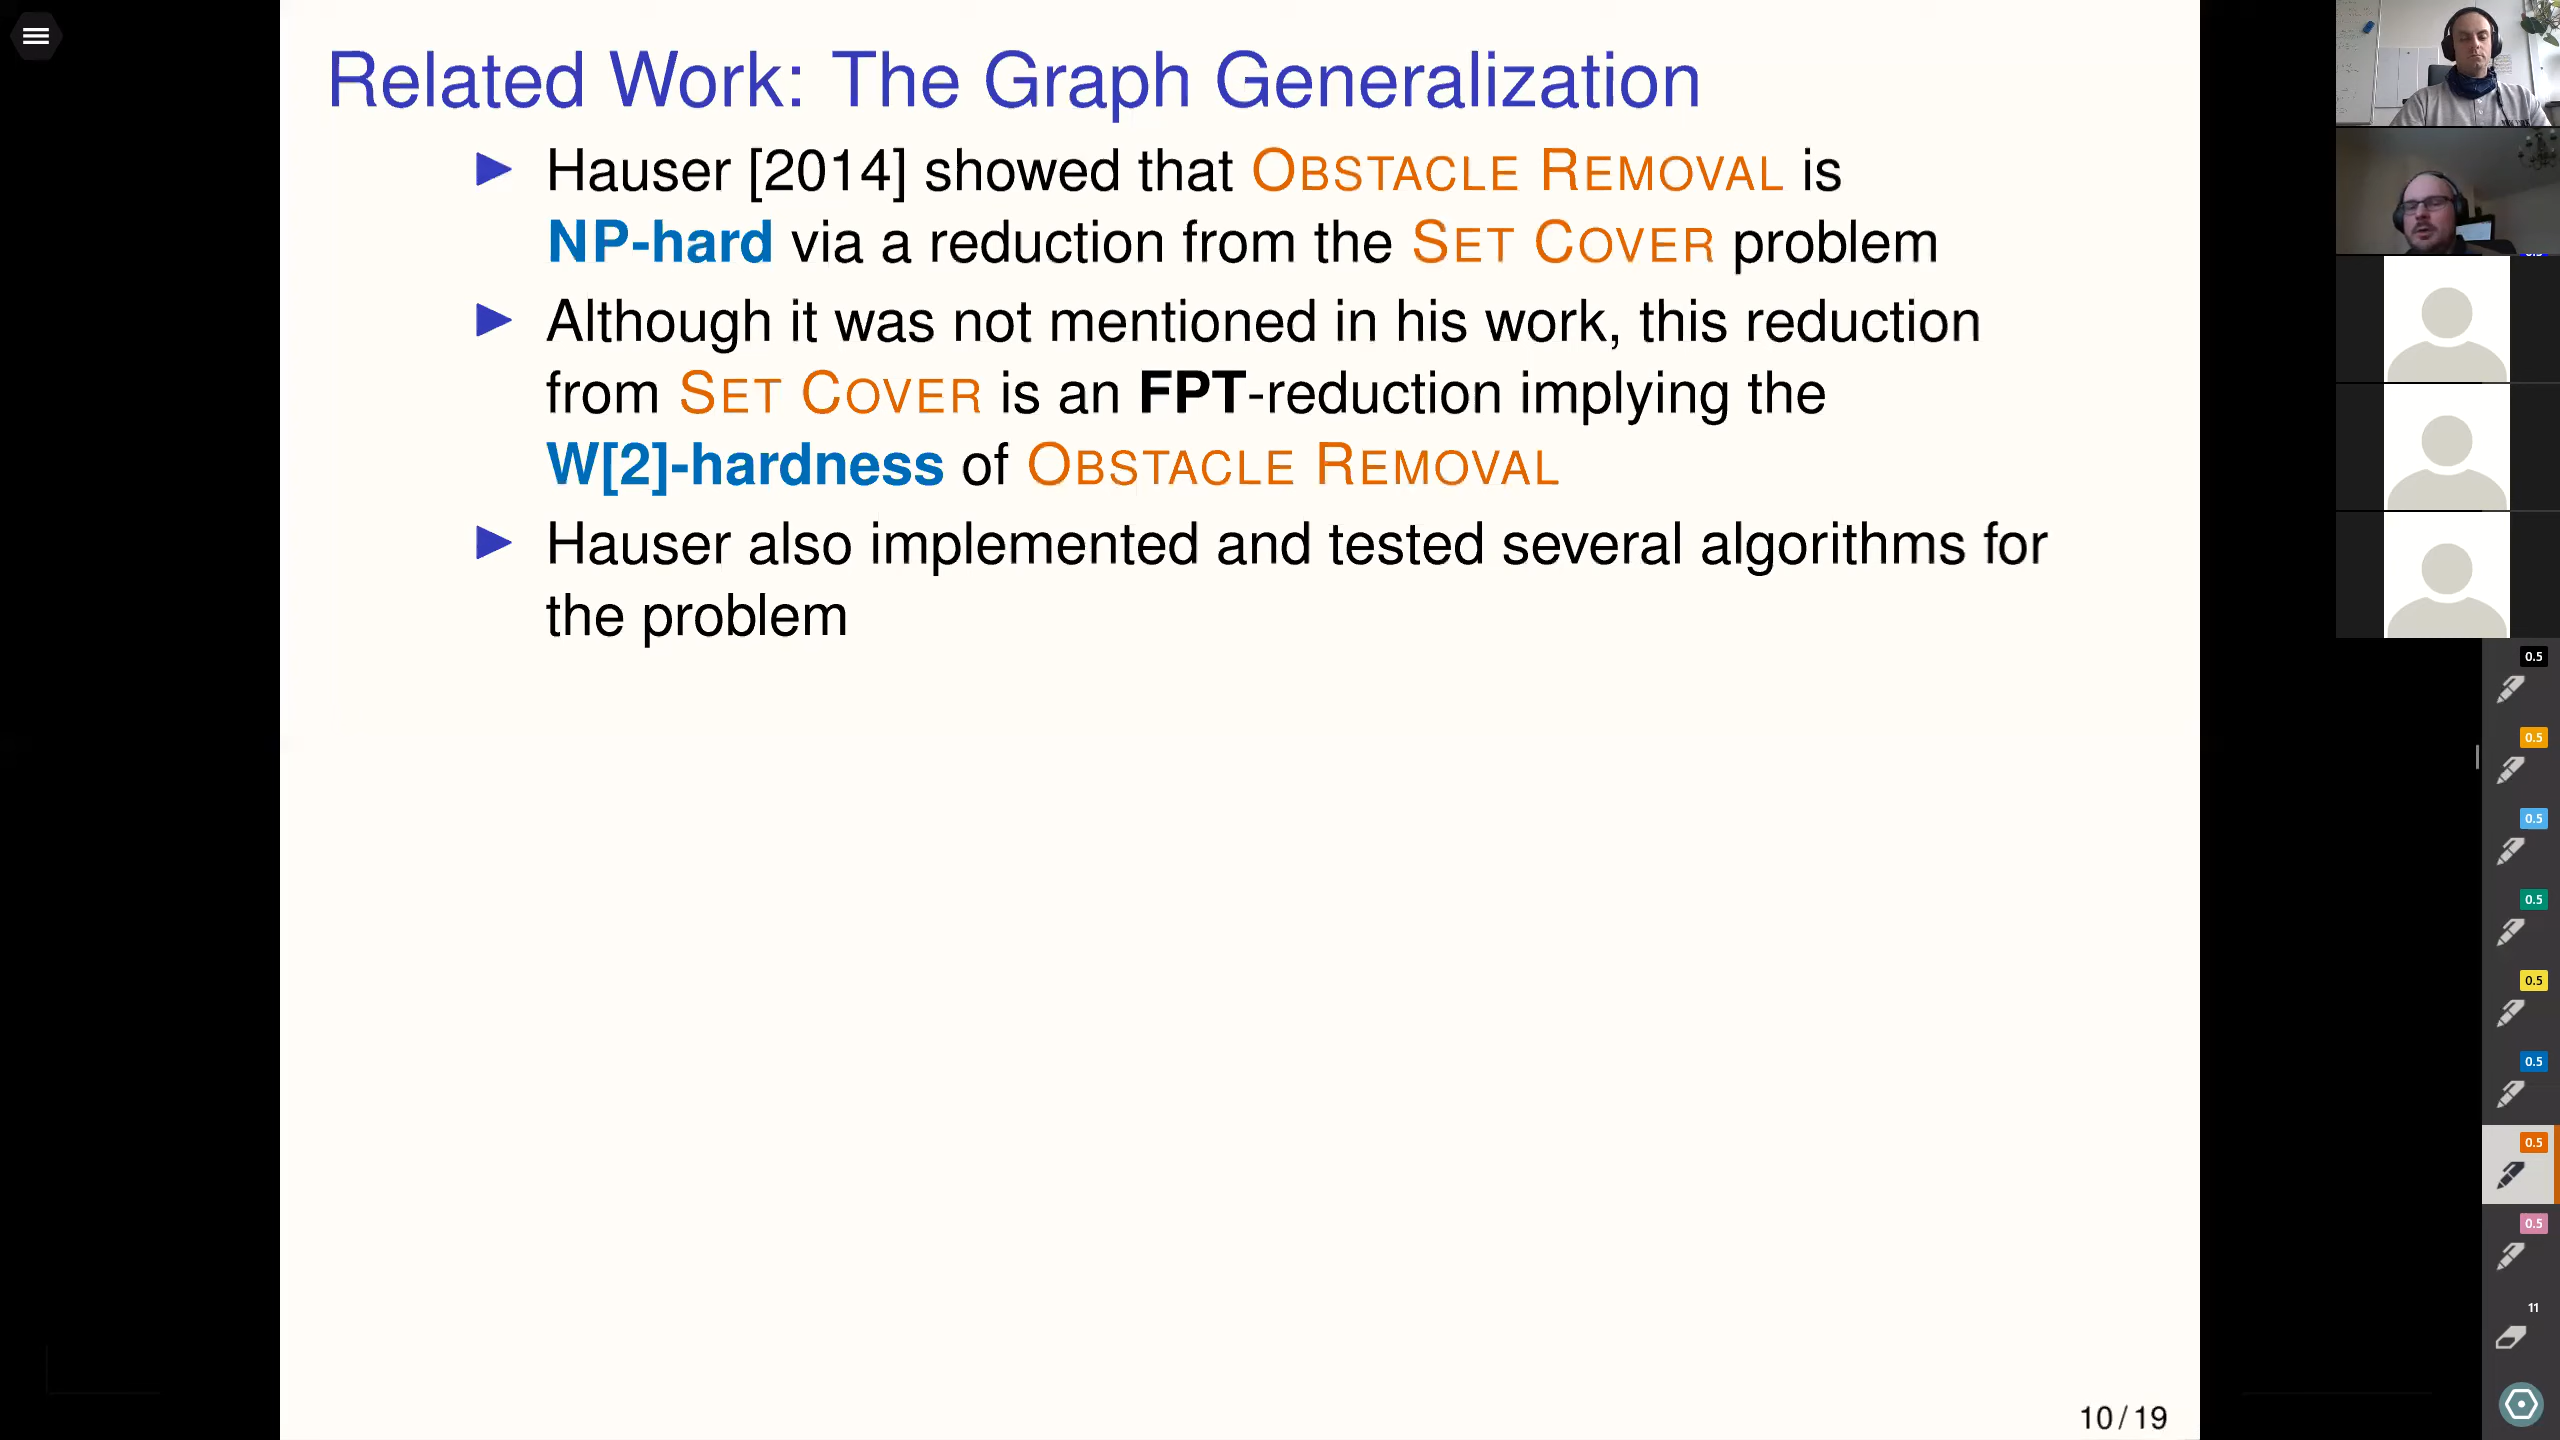 Related Work: The Graph Generalization
▶ Hauser [2014] showed that OBSTACLE REMOVAL is
NP-hard via a reduction from the SET COVER problem
▶ Although it was not mentioned in his work, this reduction
from SET COVER is an FPT-reduction implying the
W[2]-hardness of OBSTACLE REMOVAL
▶ Hauser also implemented and tested several algorithms for
the problem
10/19
0.5
0.5
0.5
0.5
0.5
0.5
0.5
0.5
11